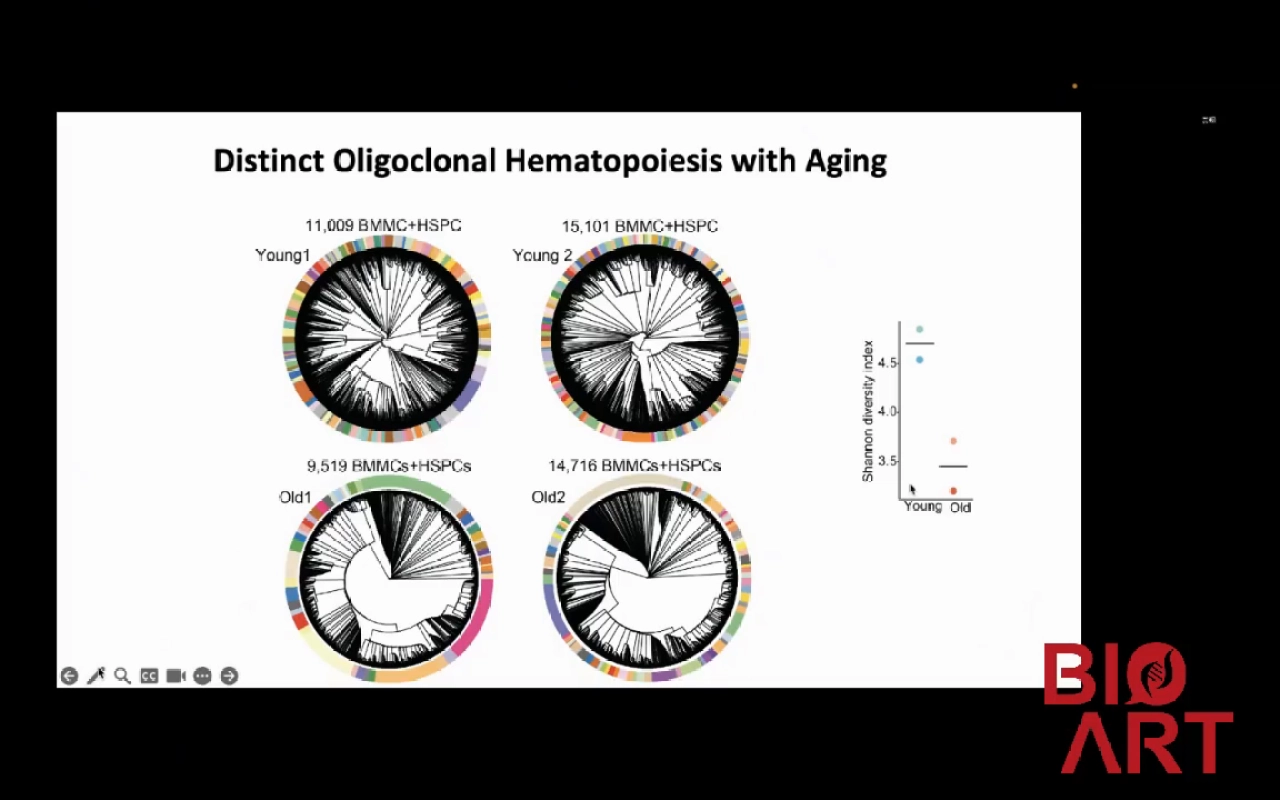 Distinct Oligoclonal Hematopoiesis with Aging
11,009 BMMC+HSPC
15,101 BMMC+HSPC
Young1
Young 2
9,519 BMMCs+HSPCs
14,716 BMMCs+HSPCs
Old1
Old2
Shannon diversity index
4.5
4.0
3.5
Young Old
CC
BIO
ART